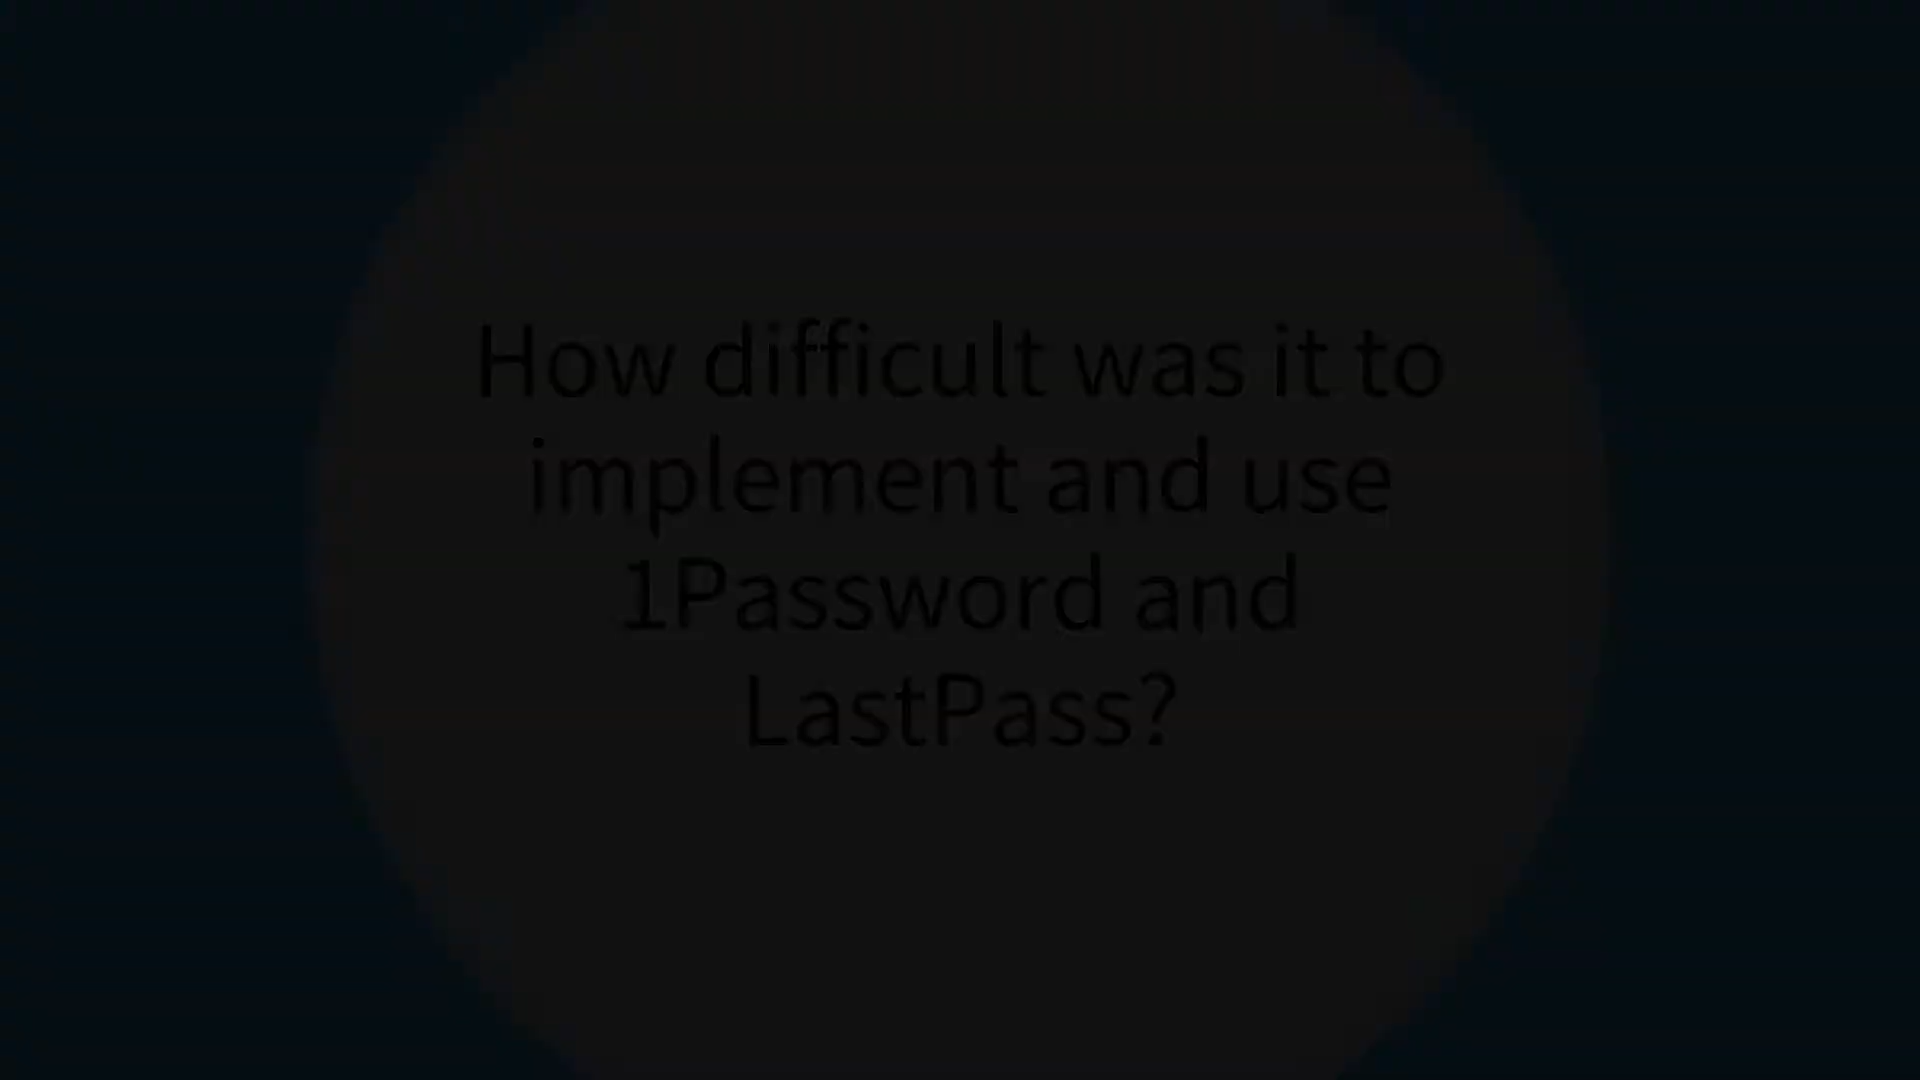 How difficult was it to
implement and use
1Password and
LastPass?